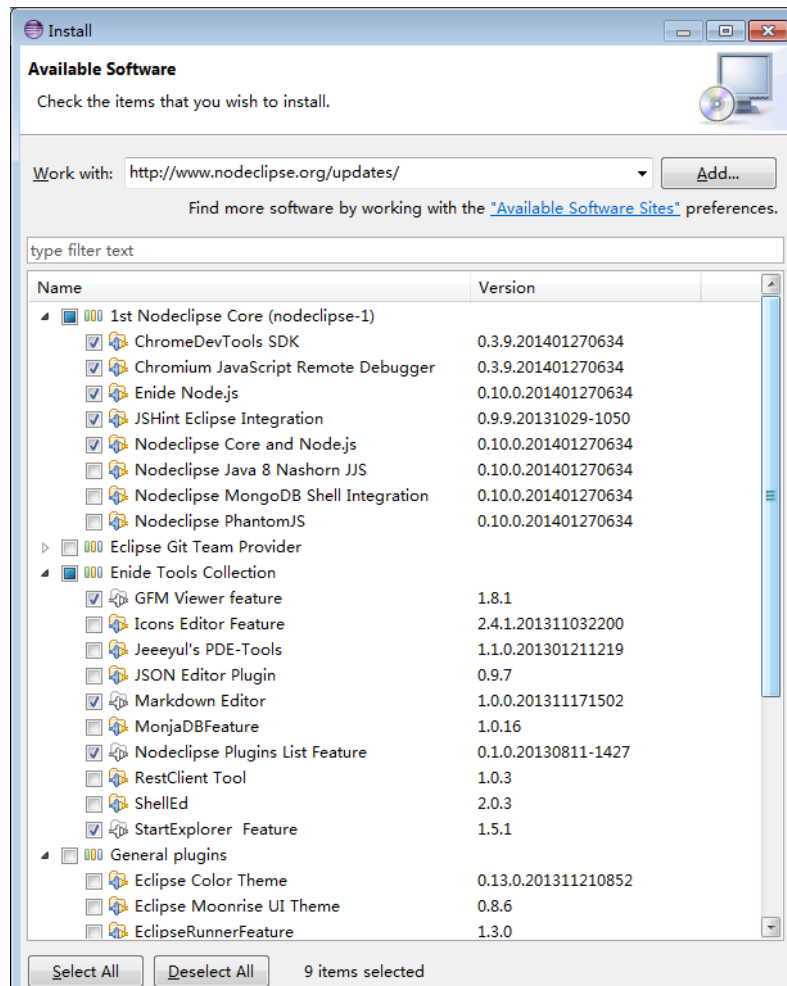 Install
Available Software
Check the items that you wish to install.
Work with: http://www.nodeclipse.org/updates/ Add...
Find more software by working with the "Available Software Sites" preferences.
type filter text
Name Version
1st Nodeclipse Core (nodeclipse-1)
ChromeDevTools SDK 0.3.9.201401270634
Chromium JavaScript Remote Debugger 0.3.9.201401270634
Enide Node.js 0.10.0.201401270634
JSHint Eclipse Integration 0.9.9.20131029-1050
Nodeclipse Core and Node.js 0.10.0.201401270634
Nodeclipse Java 8 Nashorn JJS 0.10.0.201401270634
Nodeclipse MongoDB Shell Integration 0.10.0.201401270634
Nodeclipse PhantomJS 0.10.0.201401270634
Eclipse Git Team Provider
Enide Tools Collection
GFM Viewer feature 1.8.1
Icons Editor Feature 2.4.1.201311032200
Jeeeyul's PDE-Tools 1.1.0.201301211219
JSON Editor Plugin 0.9.7
Markdown Editor 1.0.0.201311171502
MonjaDBFeature 1.0.16
Nodeclipse Plugins List Feature 0.1.0.20130811-1427
RestClient Tool 1.0.3
ShellEd 2.0.3
StartExplorer Feature 1.5.1
General plugins
Eclipse Color Theme 0.13.0.201311210852
Eclipse Moonrise UI Theme 0.8.6
EclipseRunnerFeature 1.3.0
Select All Deselect All 9 items selected